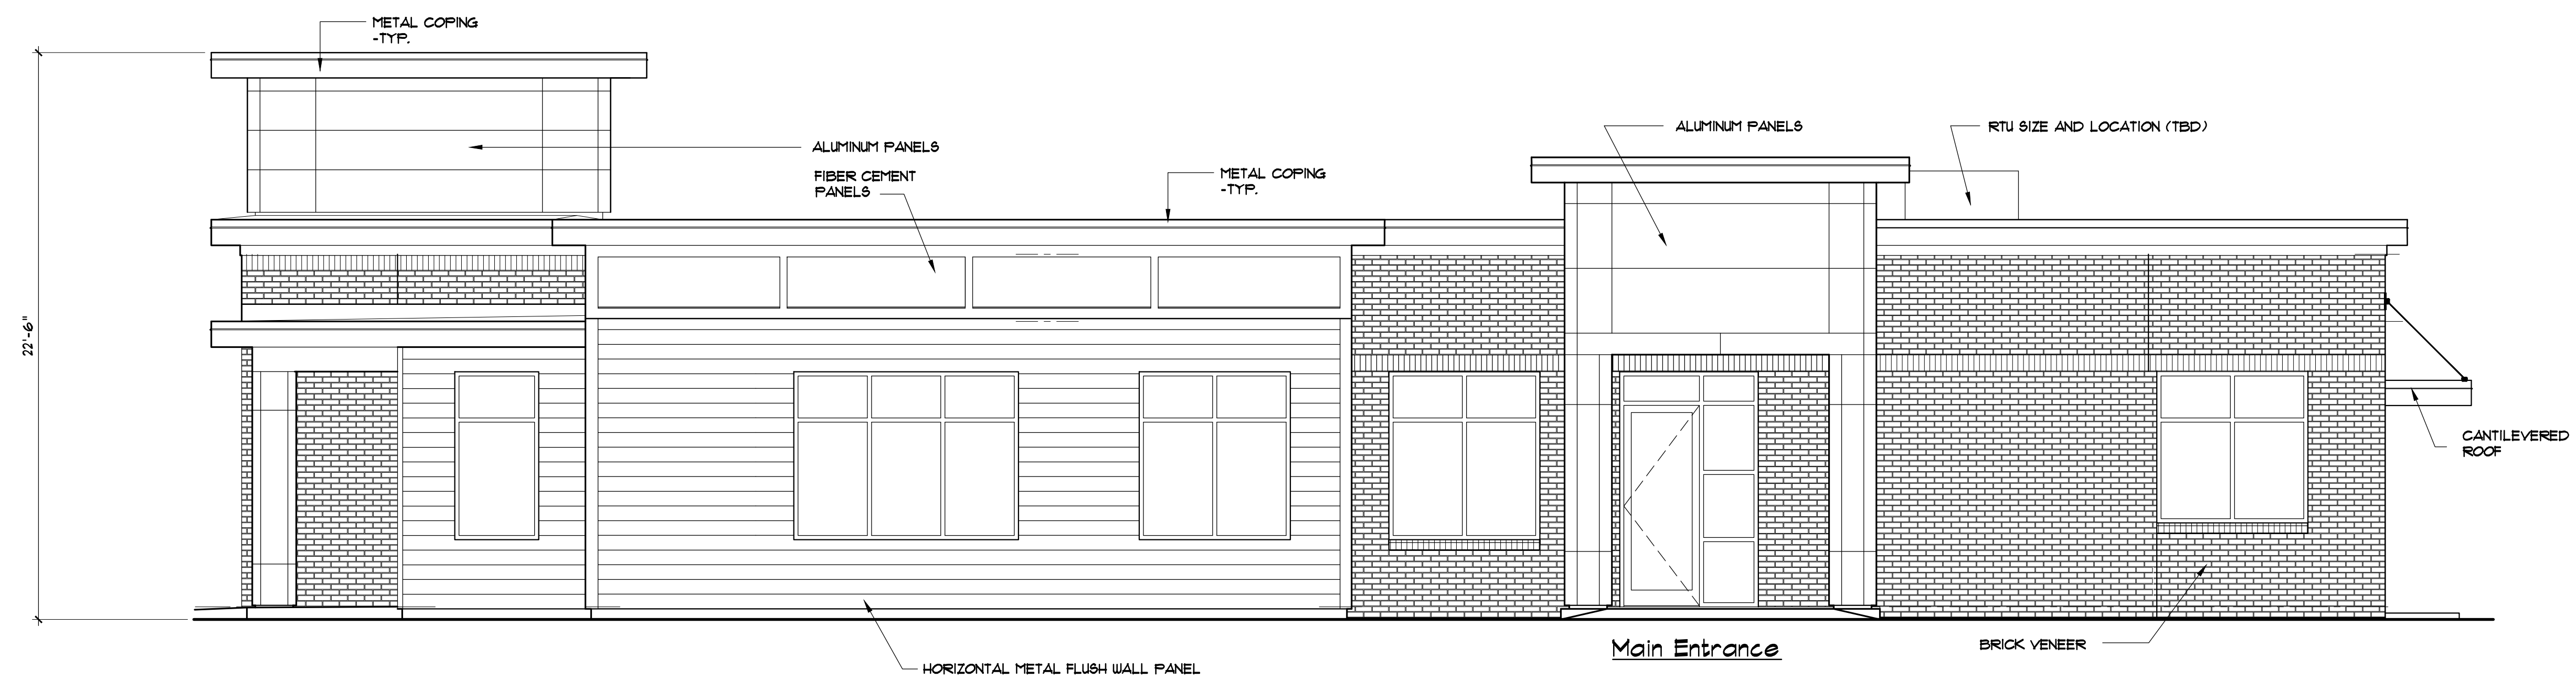 METAL COPING
-TYP.
ALUMINUM PANELS
RTU SIZE AND LOCATION (TBD)
ALUMINUM PANELS
FIBER CEMENT
PANELS
METAL COPING
-TYP.
22'-6"
CANTILEVERED
ROOF
Main Entrance
BRICK VENEER
HORIZONTAL METAL FLUSH WALL PANEL